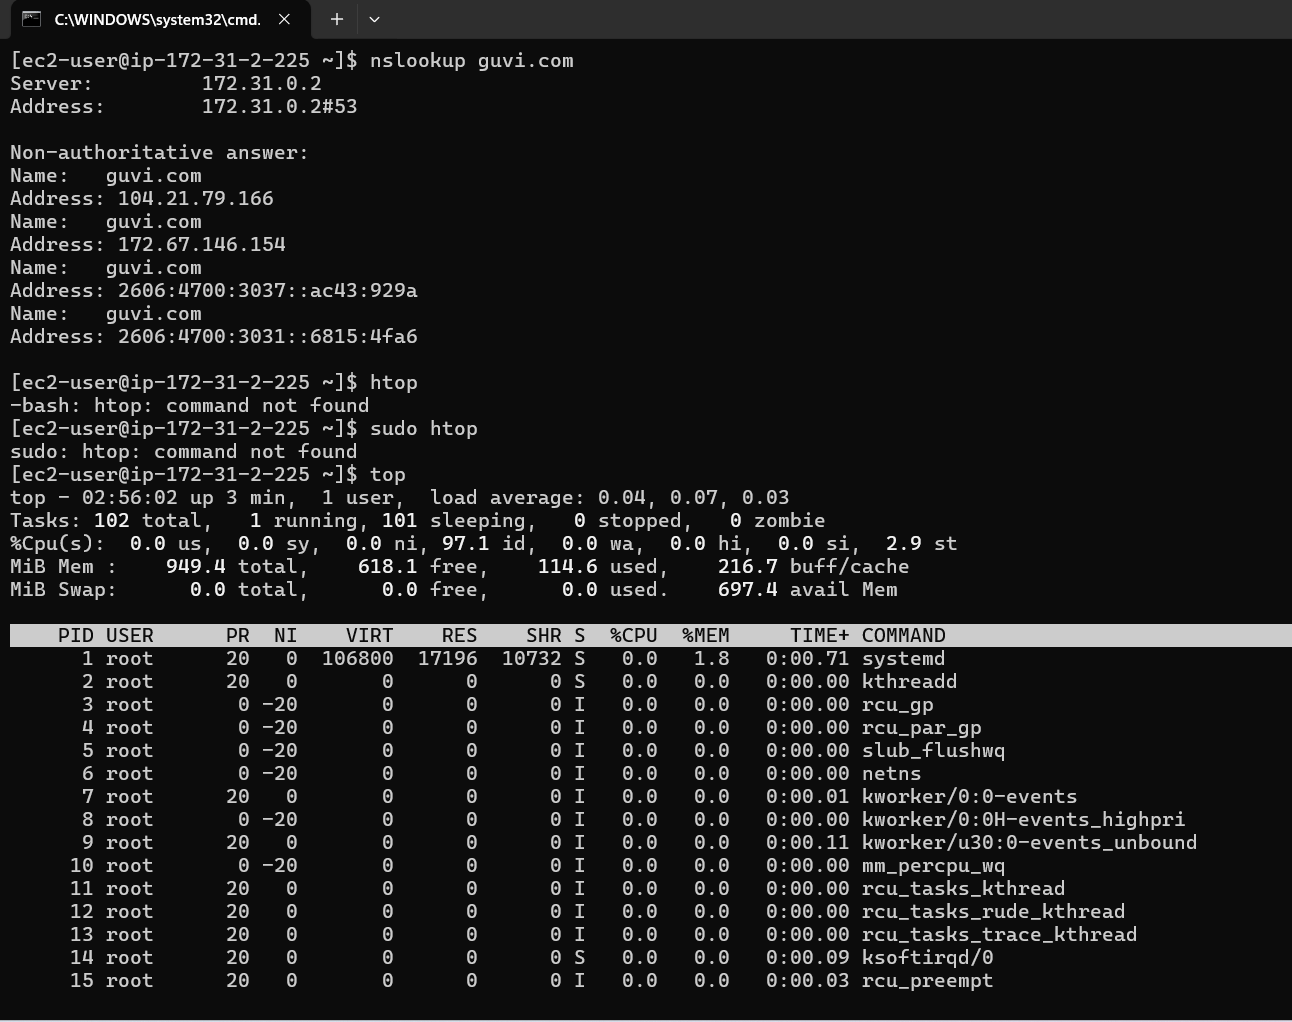 C:\WINDOWS\system32\cmd.
[ec2-user@ip-172-31-2-225 ~]$ nslookup guvi.com
Server:         172.31.0.2
Address:        172.31.0.2#53

Non-authoritative answer:
Name:   guvi.com
Address: 104.21.79.166
Name:   guvi.com
Address: 172.67.146.154
Name:   guvi.com
Address: 2606:4700:3037::ac43:929a
Name:   guvi.com
Address: 2606:4700:3031::6815:4fa6

[ec2-user@ip-172-31-2-225 ~]$ htop
-bash: htop: command not found
[ec2-user@ip-172-31-2-225 ~]$ sudo htop
sudo: htop: command not found
[ec2-user@ip-172-31-2-225 ~]$ top
top - 02:56:02 up 3 min,  1 user,  load average: 0.04, 0.07, 0.03
Tasks: 102 total,   1 running, 101 sleeping,   0 stopped,   0 zombie
%Cpu(s):  0.0 us,  0.0 sy,  0.0 ni, 97.1 id,  0.0 wa,  0.0 hi,  0.0 si,  2.9 st
MiB Mem :    949.4 total,    618.1 free,    114.6 used,    216.7 buff/cache
MiB Swap:      0.0 total,      0.0 free,      0.0 used.    697.4 avail Mem

    PID USER      PR  NI    VIRT    RES    SHR S  %CPU  %MEM     TIME+ COMMAND
      1 root      20   0  106800  17196  10732 S   0.0   1.8   0:00.71 systemd
      2 root      20   0       0      0      0 S   0.0   0.0   0:00.00 kthreadd
      3 root       0 -20       0      0      0 I   0.0   0.0   0:00.00 rcu_gp
      4 root       0 -20       0      0      0 I   0.0   0.0   0:00.00 rcu_par_gp
      5 root       0 -20       0      0      0 I   0.0   0.0   0:00.00 slub_flushwq
      6 root       0 -20       0      0      0 I   0.0   0.0   0:00.00 netns
      7 root      20   0       0      0      0 I   0.0   0.0   0:00.01 kworker/0:0-events
      8 root       0 -20       0      0      0 I   0.0   0.0   0:00.00 kworker/0:0H-events_highpri
      9 root      20   0       0      0      0 I   0.0   0.0   0:00.11 kworker/u30:0-events_unbound
     10 root       0 -20       0      0      0 I   0.0   0.0   0:00.00 mm_percpu_wq
     11 root      20   0       0      0      0 I   0.0   0.0   0:00.00 rcu_tasks_kthread
     12 root      20   0       0      0      0 I   0.0   0.0   0:00.00 rcu_tasks_rude_kthread
     13 root      20   0       0      0      0 I   0.0   0.0   0:00.00 rcu_tasks_trace_kthread
     14 root      20   0       0      0      0 S   0.0   0.0   0:00.09 ksoftirqd/0
     15 root      20   0       0      0      0 I   0.0   0.0   0:00.03 rcu_preempt